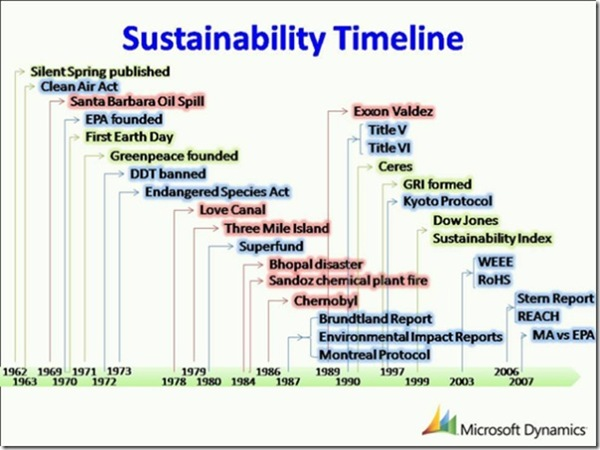 Sustainability Timeline
Silent Spring published
Clean Air Act
Santa Barbara Oil Spill
EPA founded
First Earth Day
Greenpeace founded
DDT banned
Endangered Species Act
Love Canal
Three Mile Island
Superfund
Bhopal disaster
Sandoz chemical plant fire
Chernobyl
Brundtland Report
Environmental Impact Reports
Montreal Protocol
Exxon Valdez
Title V
Title VI
Ceres
GRI formed
Kyoto Protocol
Dow Jones
Sustainability Index
WEEE
RoHS
Stern Report
REACH
MA vs EPA
1962 1969 1971 1973 1979 1986 1989 1997 2006
1963 1970 1972 1978 1980 1984 1987 1990 1999 2003 2007
Microsoft Dynamics